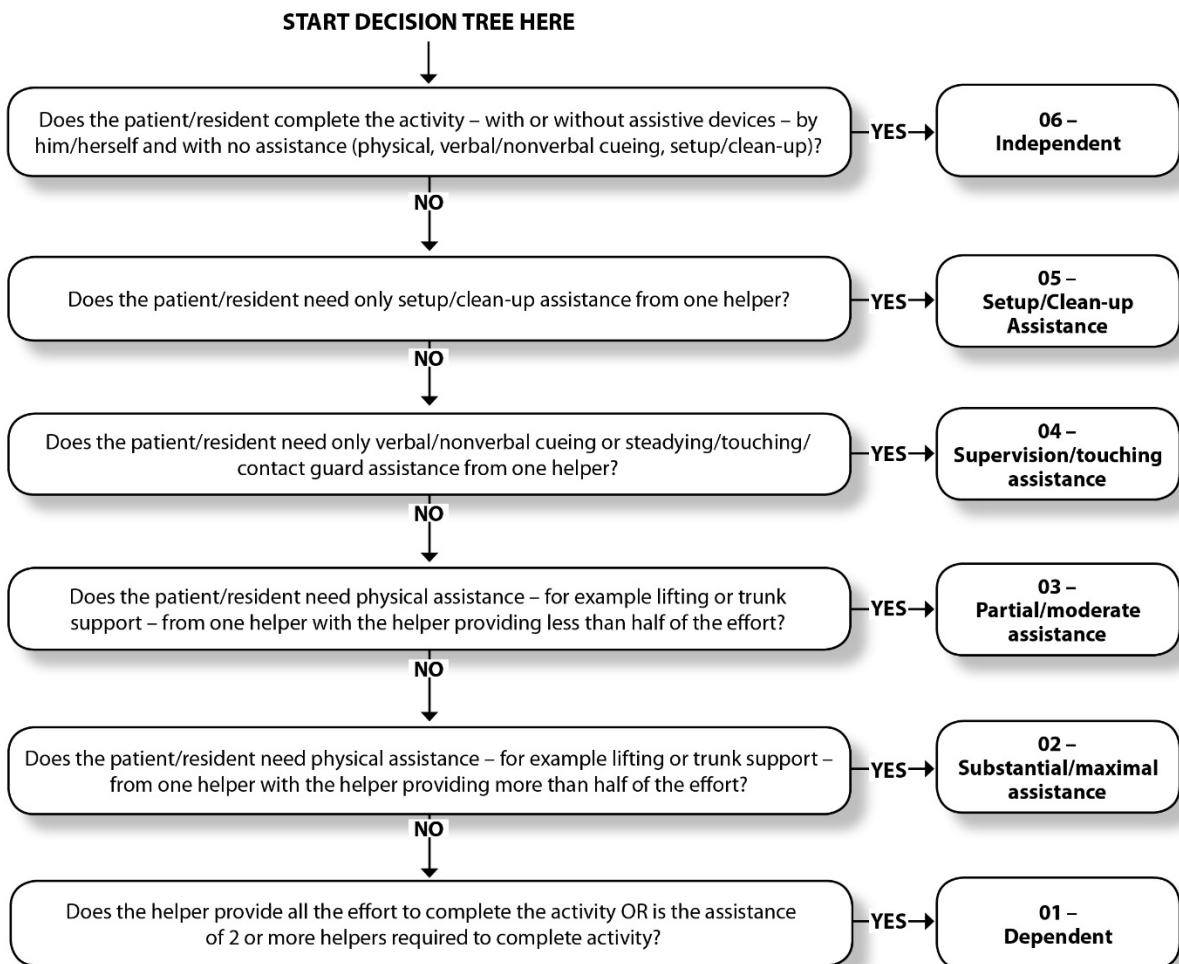 START DECISION TREE HERE
Does the patient/resident complete the activity – with or without assistive devices – by
him/herself and with no assistance (physical, verbal/nonverbal cueing, setup/clean-up)?
YES
06 –
Independent
NO
Does the patient/resident need only setup/clean-up assistance from one helper?
YES
05 –
Setup/Clean-up
Assistance
NO
Does the patient/resident need only verbal/nonverbal cueing or steadying/touching/
contact guard assistance from one helper?
YES
04 –
Supervision/touching
assistance
NO
Does the patient/resident need physical assistance – for example lifting or trunk
support – from one helper with the helper providing less than half of the effort?
YES
03 –
Partial/moderate
assistance
NO
Does the patient/resident need physical assistance – for example lifting or trunk support –
from one helper with the helper providing more than half of the effort?
YES
02 –
Substantial/maximal
assistance
NO
Does the helper provide all the effort to complete the activity OR is the assistance
of 2 or more helpers required to complete activity?
YES
01 –
Dependent